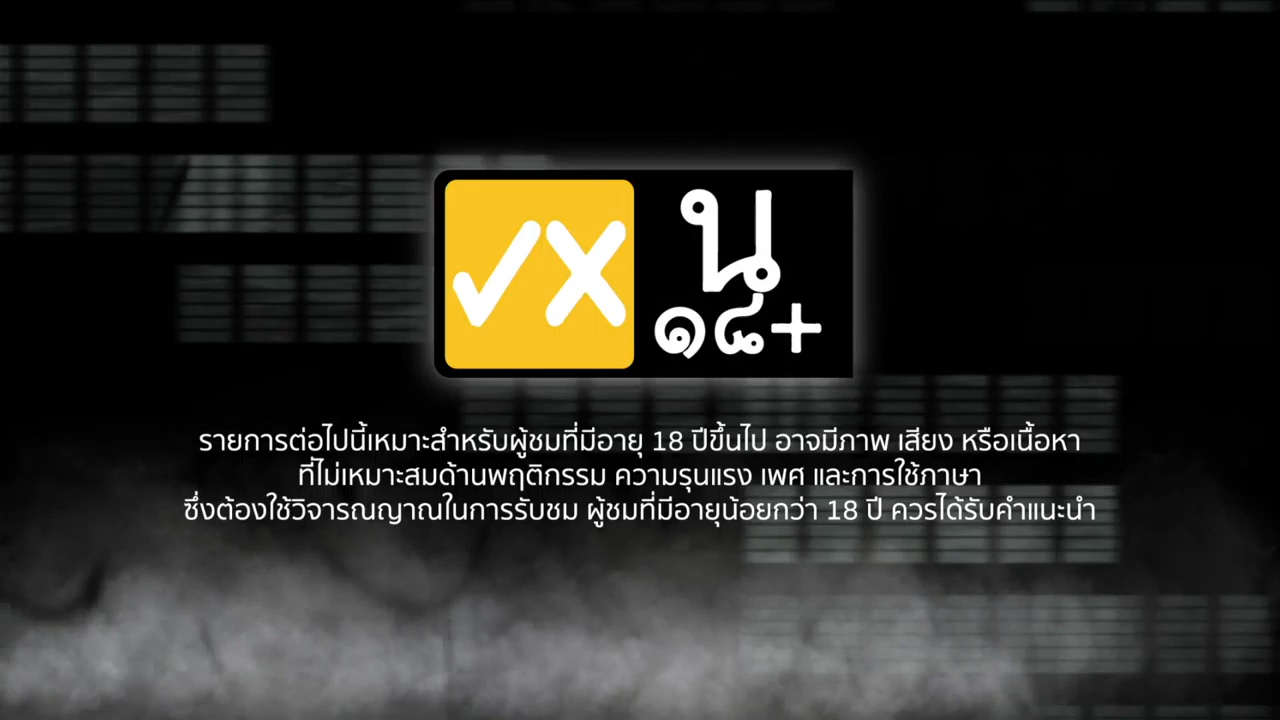 √X
น
๑๘+
รายการต่อไปนี้เหมาะสำหรับผู้ชมที่มีอายุ 18 ปีขึ้นไป อาจมีภาพ เสียง หรือเนื้อหา
ที่ไม่เหมาะสมด้านพฤติกรรม ความรุนแรง เพศ และการใช้ภาษา
ซึ่งต้องใช้วิจารณญาณในการรับชม ผู้ชมที่มีอายุน้อยกว่า 18 ปี ควรได้รับคำแนะนำ